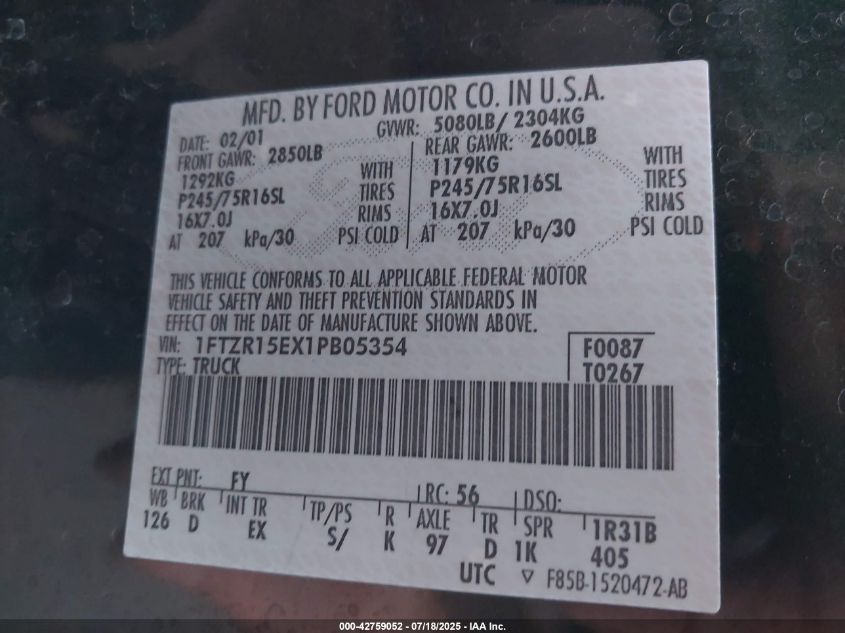 MFD. BY FORD MOTOR CO. IN U.S.A.
DATE: 02/01 GVWR: 5080LB/ 2304KG
FRONT GAWR: 2850LB REAR GAWR: 2600LB
1292KG WITH 1179KG WITH
P245/75R16SL TIRES P245/75R16SL TIRES
16X7.0J RIMS 16X7.0J RIMS
AT 207 kPa/30 PSI COLD AT 207 kPa/30 PSI COLD
THIS VEHICLE CONFORMS TO ALL APPLICABLE FEDERAL MOTOR
VEHICLE SAFETY AND THEFT PREVENTION STANDARDS IN
EFFECT ON THE DATE OF MANUFACTURE SHOWN ABOVE.
VIN: 1FTZR15EX1PB05354 F0087
TYPE: TRUCK T0267
EXT PNT: FY RC: 56 DSO:
WB BRK INT TR TP/PS R AXLE TR SPR 1R31B
126 D EX S/ K 97 D 1K 405
UTC ▽ F85B-1520472-AB
000-42759052 - 07/18/2025 - IAA Inc.